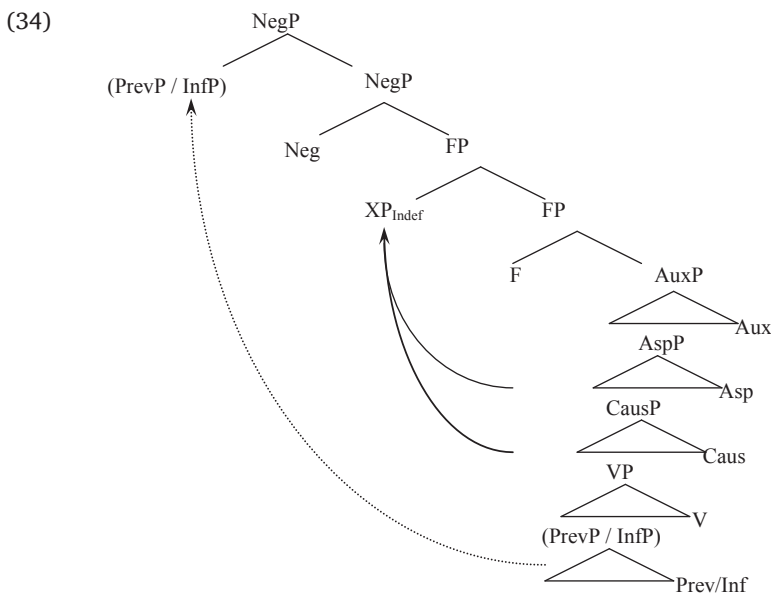 (34)
NegP
(PrevP / InfP)
NegP
Neg
FP
XPIndef
FP
F
AuxP
Aux
AspP
Asp
CausP
Caus
VP
V
(PrevP / InfP)
Prev/Inf